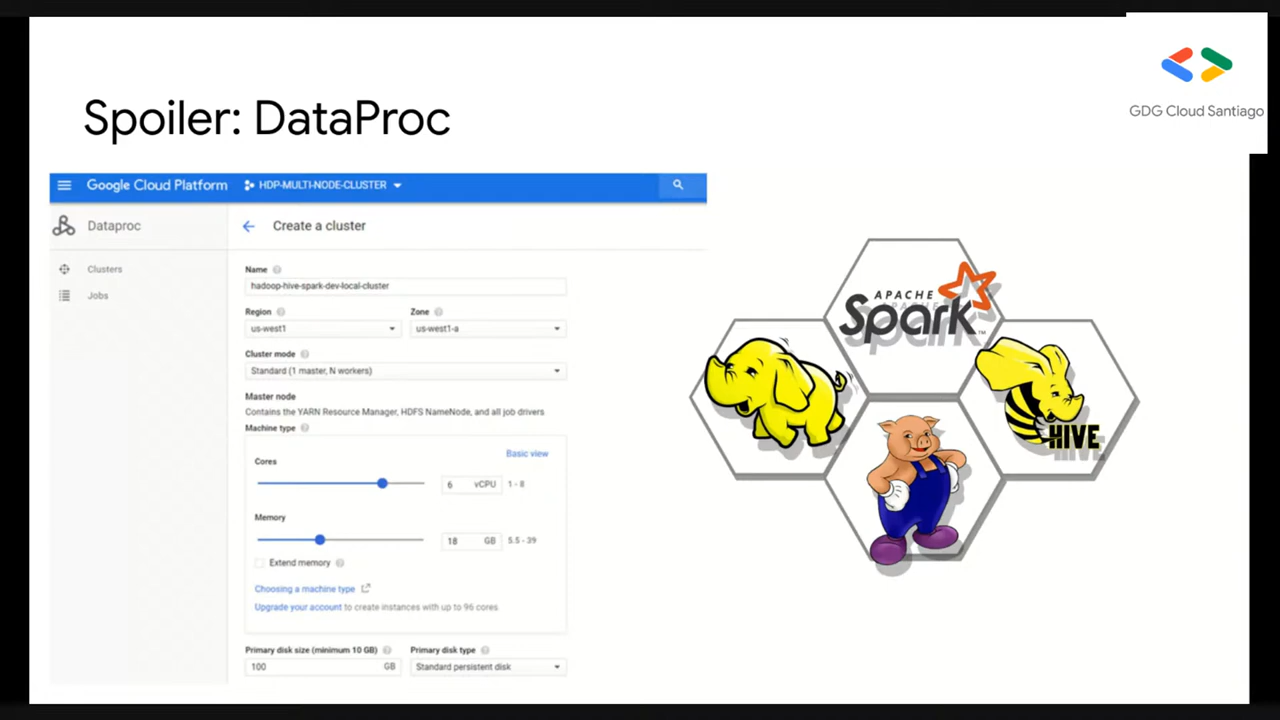 GDG Cloud Santiago
Spoiler: DataProc
Google Cloud Platform HDP-MULTI-NODE-CLUSTER
Dataproc
Create a cluster
Clusters
Jobs
Name
hadoop-hive-spark-dev-local-cluster
Region Zone
us-west1 us-west1-a
Cluster mode
Standard (1 master, N workers)
Master node
Contains the YARN Resource Manager, HDFS NameNode, and all job drivers
Machine type
Basic view
Cores
6 vCPU 1 - 8
Memory
18 GB 5.5 - 39
Extend memory
Choosing a machine type
Upgrade your account to create instances with up to 96 cores
Primary disk size (minimum 10 GB) Primary disk type
100 GB Standard persistent disk
APACHE
Spark™
HIVE